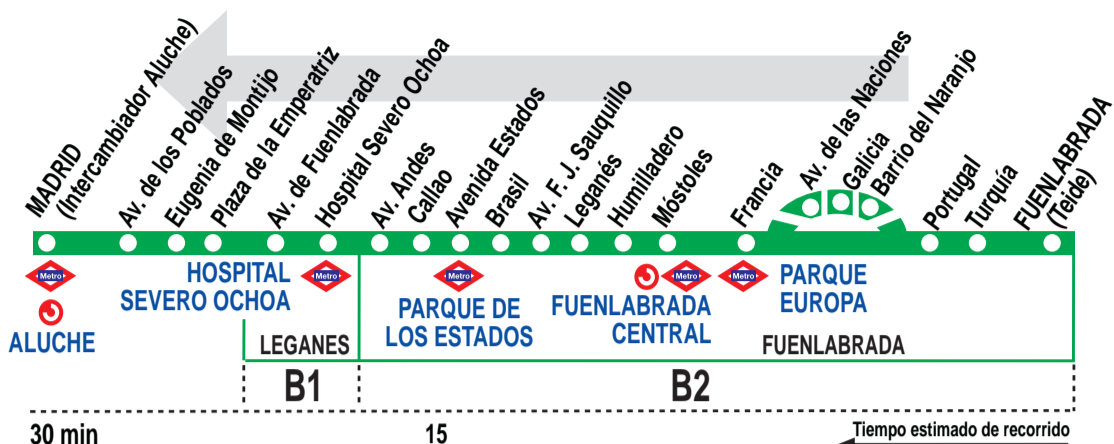 MADRID
(Intercambiador Aluche)
Av. de los Poblados
Eugenia de Montijo
Plaza de la Emperatriz
Av. de Fuenlabrada
Hospital Severo Ochoa
Av. Andes
Callao
Avenida Estados
Brasil
Av. F. J. Sauquillo
Leganés
Humilladero
Móstoles
Francia
Av. de las Naciones
Galicia
Barrio del Naranjo
Portugal
Turquía
FUENLABRADA
(Teide)
Metro
Metro
Metro
Metro
Metro
ALUCHE
HOSPITAL
SEVERO OCHOA
PARQUE DE
LOS ESTADOS
FUENLABRADA
CENTRAL
PARQUE
EUROPA
LEGANES
FUENLABRADA
B1
B2
30 min
15
Tiempo estimado de recorrido